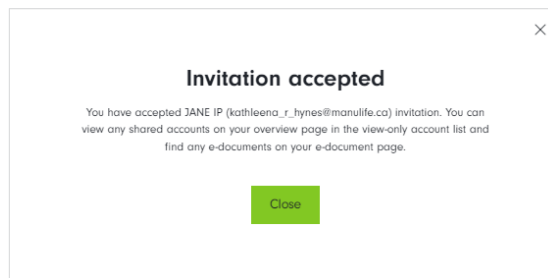 Invitation accepted
You have accepted JANE IP (kathleena_r_hynes@manulife.ca) invitation. You can
view any shared accounts on your overview page in the view-only account list and
find any e-documents on your e-document page.
Close